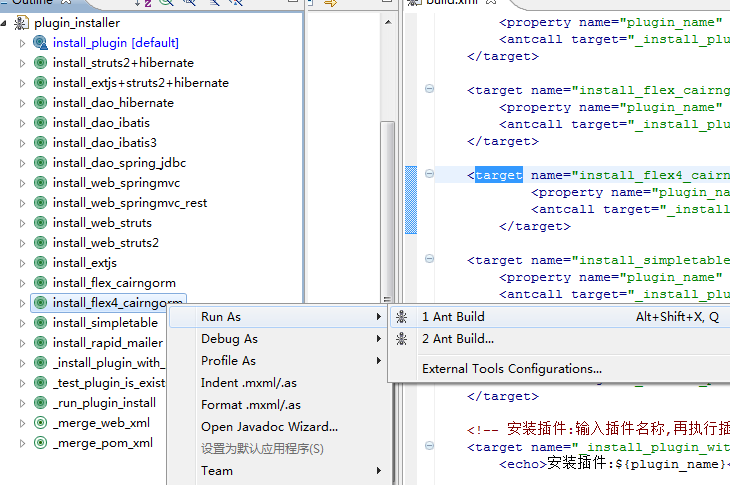 Outline
plugin_installer
install_plugin [default]
install_struts2+hibernate
install_extjs+struts2+hibernate
install_dao_hibernate
install_dao_ibatis
install_dao_ibatis3
install_dao_spring_jdbc
install_web_springmvc
install_web_springmvc_rest
install_web_struts
install_web_struts2
install_extjs
install_flex_cairngorm
install_flex4_cairngorm
install_simpletable
install_rapid_mailer
_install_plugin_with_
_test_plugin_is_exist
_run_plugin_install
_merge_web_xml
_merge_pom_xml
Run As
Debug As
Profile As
Indent .mxml/.as
Format .mxml/.as
Open Javadoc Wizard...
设置为默认应用程序(S)
Team
1 Ant Build Alt+Shift+X, Q
2 Ant Build...
External Tools Configurations...
build.xml
<property name="plugin_name"
<antcall target="_install_plu
</target>
<target name="install_flex_cairng
<property name="plugin_name"
<antcall target="_install_plu
</target>
<target name="install_flex4_cairn
<property name="plugin_n
<antcall target="_instal
</target>
<target name="install_simpletable
<property name="plugin_name"
<antcall target="_install_plu
</target>
<!-- 安装插件:输入插件名称,再执行插
<target name="_install_plugin_wit
<echo>安装插件:${plugin_name}<